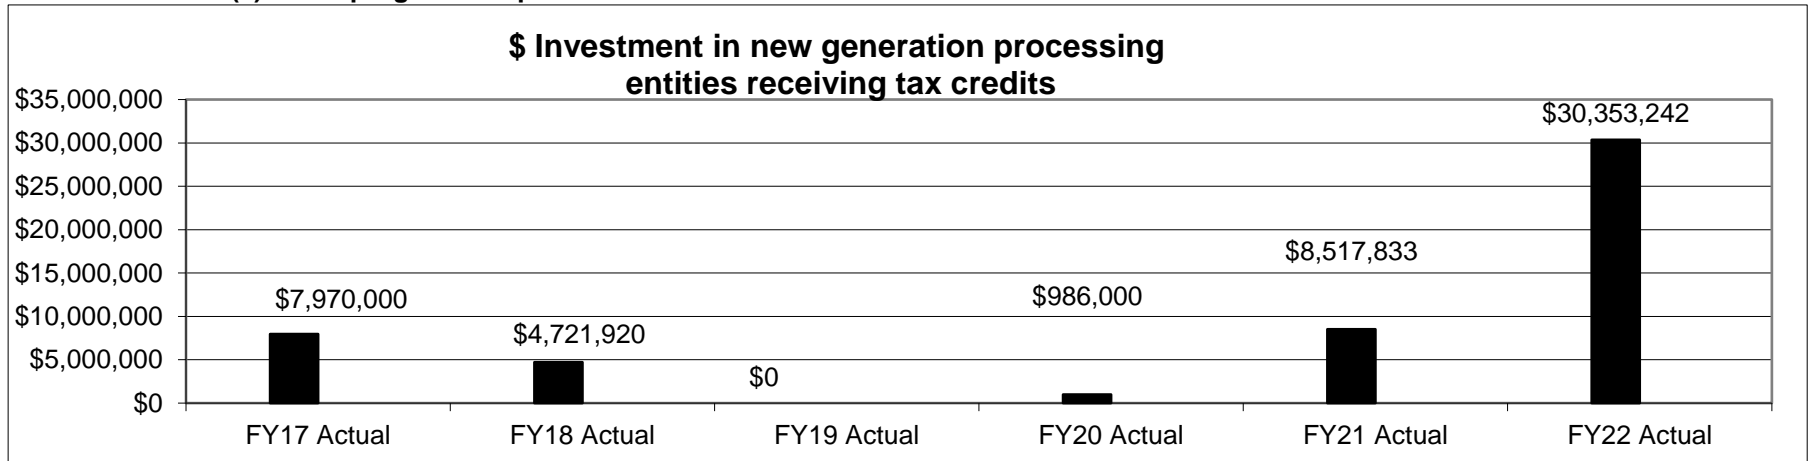 $ Investment in new generation processing
entities receiving tax credits
$35,000,000
$30,000,000
$25,000,000
$20,000,000
$15,000,000
$10,000,000
$5,000,000
$0
$7,970,000
$4,721,920
$0
$986,000
$8,517,833
$30,353,242
FY17 Actual
FY18 Actual
FY19 Actual
FY20 Actual
FY21 Actual
FY22 Actual